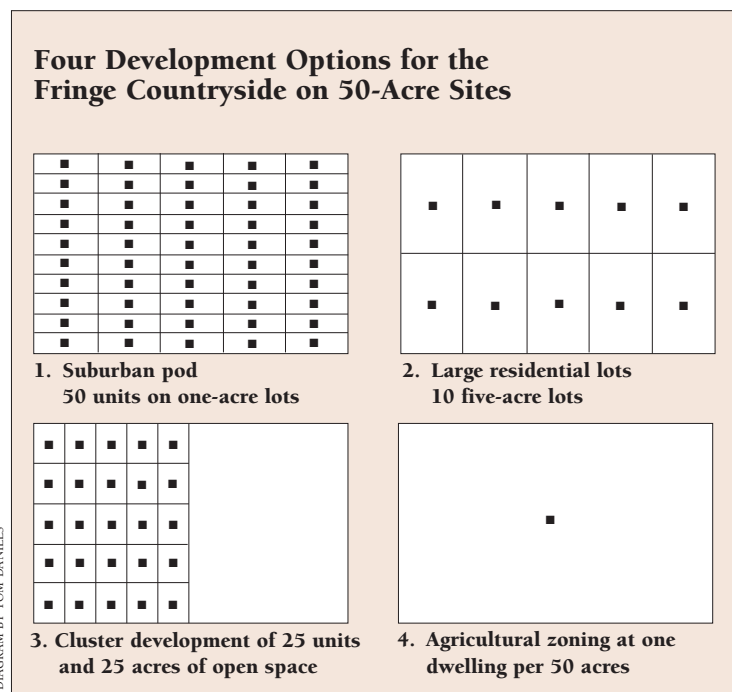 Four Development Options for the
Fringe Countryside on 50-Acre Sites
1. Suburban pod
50 units on one-acre lots
2. Large residential lots
10 five-acre lots
3. Cluster development of 25 units
and 25 acres of open space
4. Agricultural zoning at one
dwelling per 50 acres
DIAGRAM BY TOM DANIELS